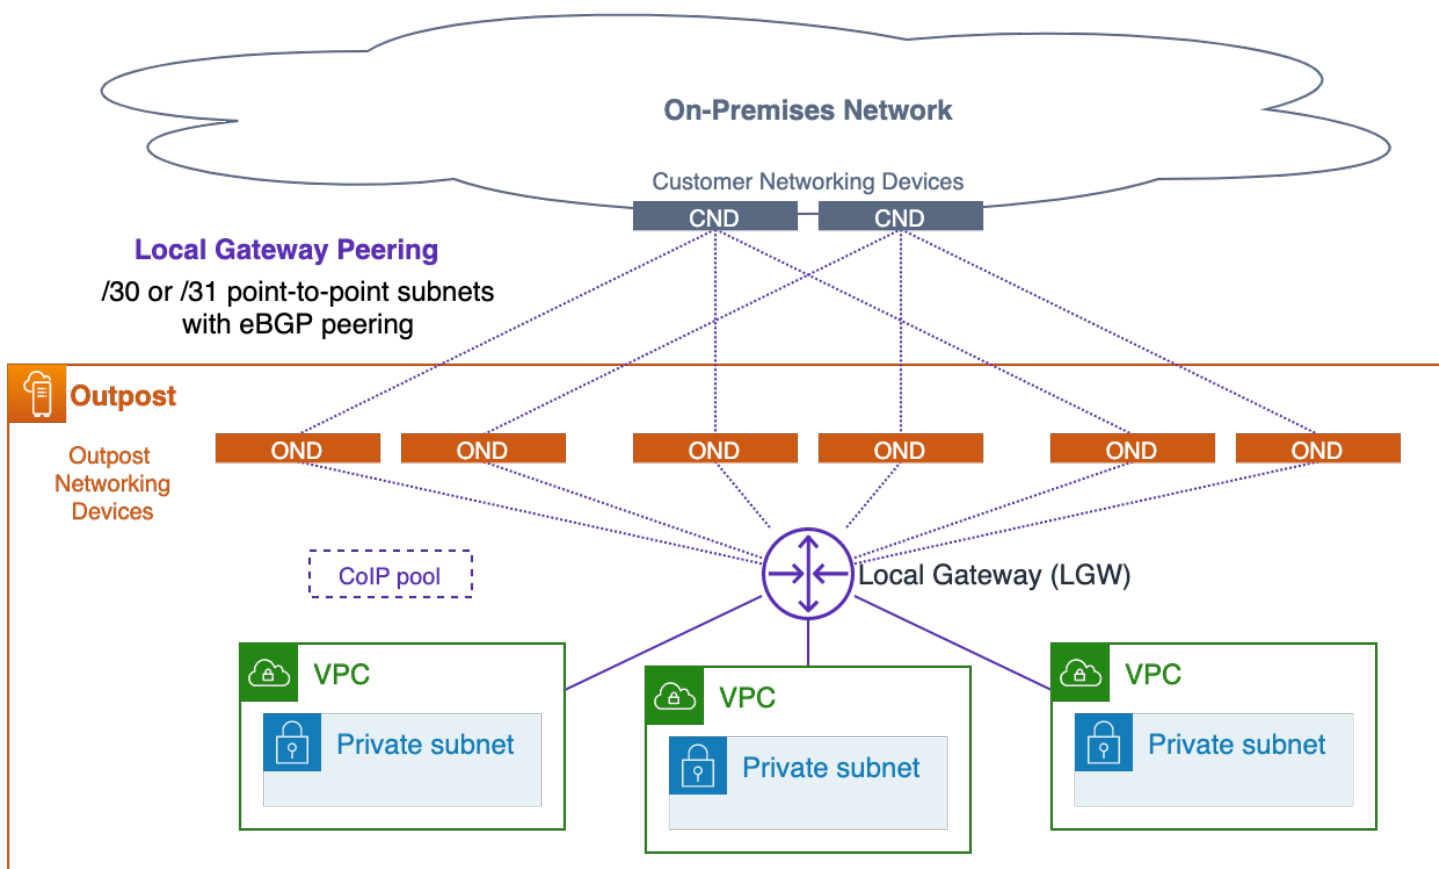 On-Premises Network
Customer Networking Devices
CND
CND
Local Gateway Peering
/30 or /31 point-to-point subnets
with eBGP peering
Outpost
Outpost
Networking
Devices
OND
OND
OND
OND
OND
OND
CoIP pool
Local Gateway (LGW)
VPC
Private subnet
VPC
Private subnet
VPC
Private subnet